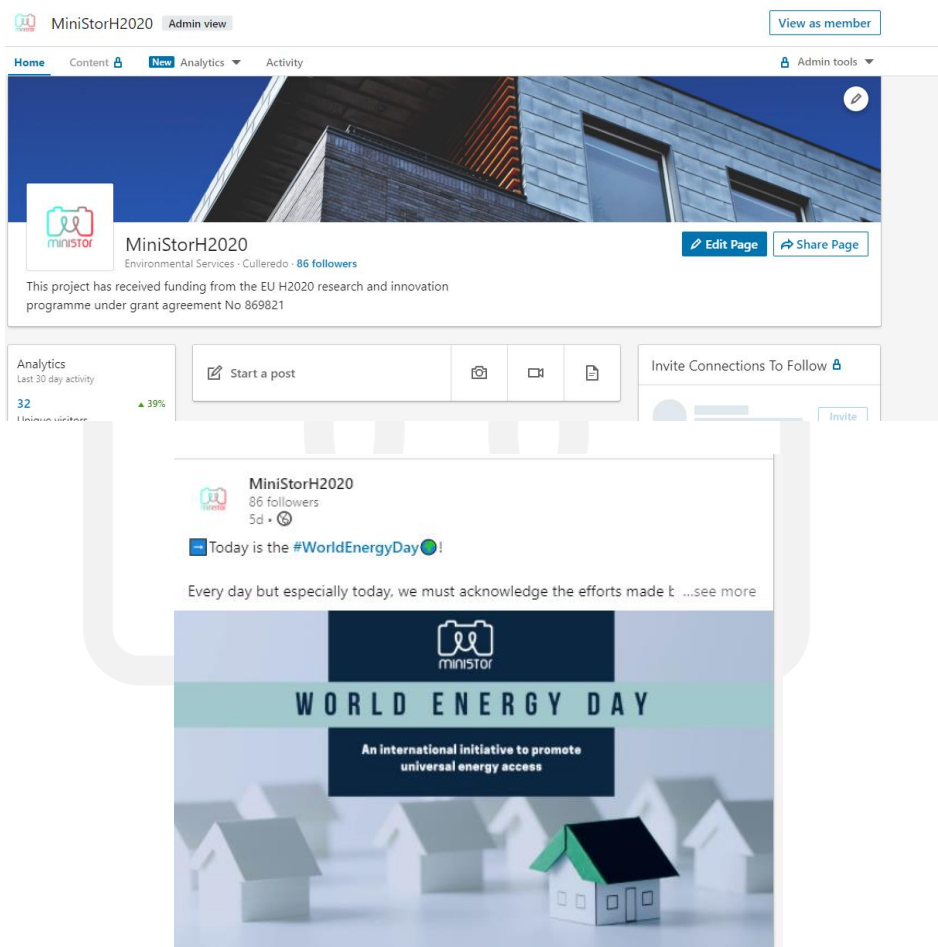 MiniStorH2020 Admin view View as member
Home Content New Analytics Activity Admin tools
ministor
MiniStorH2020
Environmental Services · Culleredo · 86 followers
Edit Page Share Page
This project has received funding from the EU H2020 research and innovation
programme under grant agreement No 869821
Analytics
Last 30 day activity
32 39%
Unique visitors
Start a post
Invite Connections To Follow
Invite
MiniStorH2020
86 followers
5d •
Today is the #WorldEnergyDay !
Every day but especially today, we must acknowledge the efforts made b ...see more
ministor
WORLD ENERGY DAY
An international initiative to promote
universal energy access